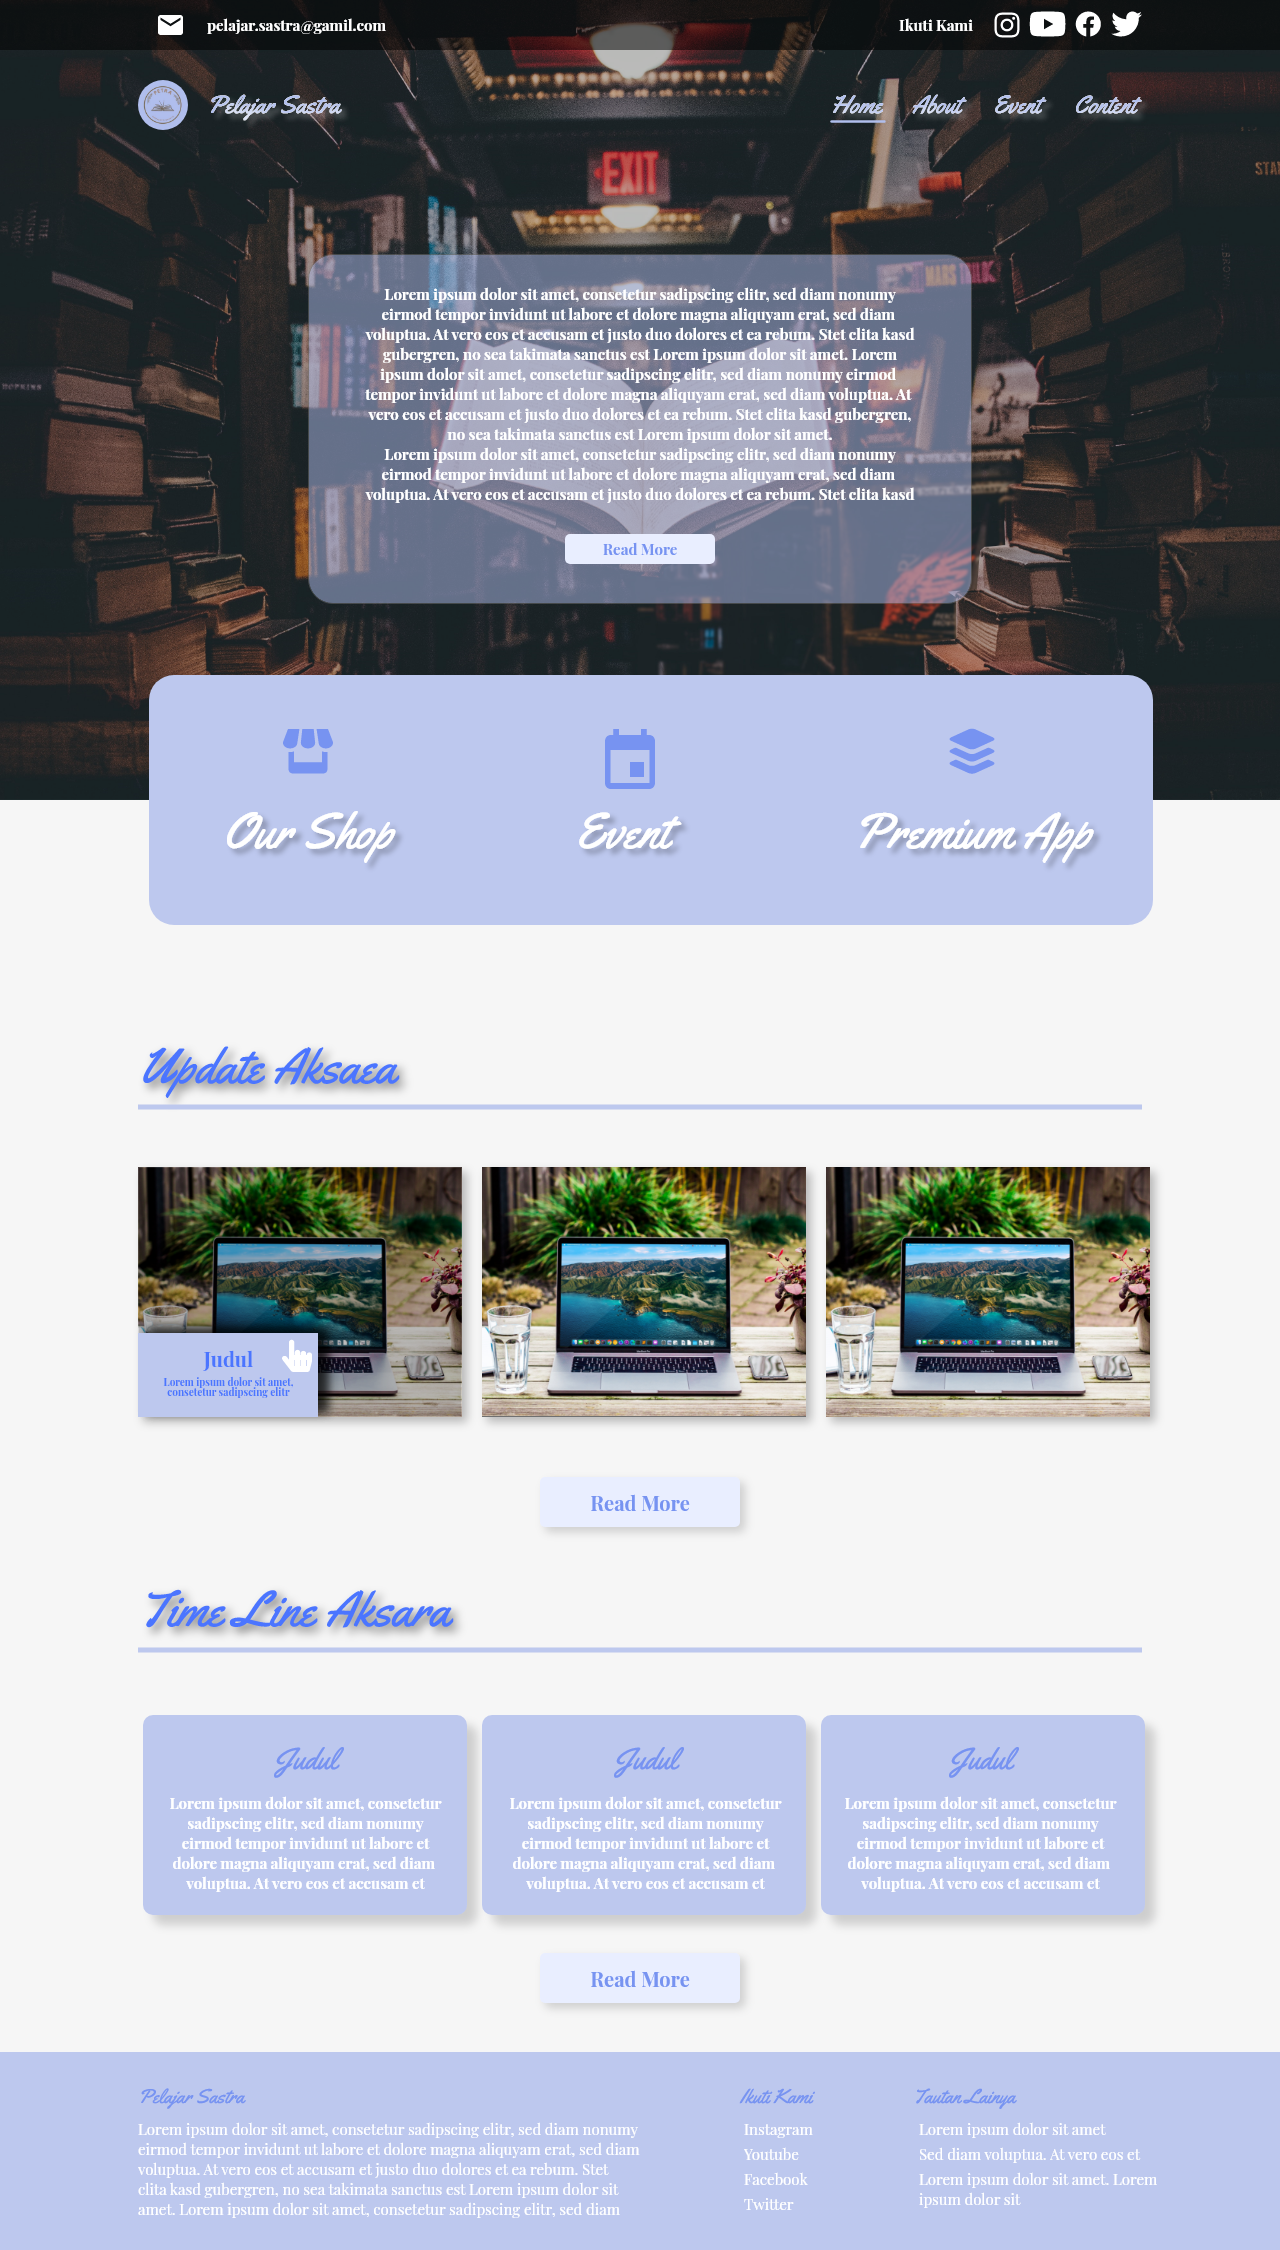 pelajar.sastra@gamil.com
Ikuti Kami
Pelajar Sastra
Home About Event Content
EXIT
Lorem ipsum dolor sit amet, consetetur sadipscing elitr, sed diam nonumy
eirmod tempor invidunt ut labore et dolore magna aliquyam erat, sed diam
voluptua. At vero eos et accusam et justo duo dolores et ea rebum. Stet clita kasd
gubergren, no sea takimata sanctus est Lorem ipsum dolor sit amet. Lorem
ipsum dolor sit amet, consetetur sadipscing elitr, sed diam nonumy eirmod
tempor invidunt ut labore et dolore magna aliquyam erat, sed diam voluptua. At
vero eos et accusam et justo duo dolores et ea rebum. Stet clita kasd gubergren,
no sea takimata sanctus est Lorem ipsum dolor sit amet.
Lorem ipsum dolor sit amet, consetetur sadipscing elitr, sed diam nonumy
eirmod tempor invidunt ut labore et dolore magna aliquyam erat, sed diam
voluptua. At vero eos et accusam et justo duo dolores et ea rebum. Stet clita kasd
Read More
Our Shop
Event
Premium App
Update Aksaea
Judul
Lorem ipsum dolor sit amet,
consetetur sadipscing elitr
Read More
Time Line Aksara
Judul
Lorem ipsum dolor sit amet, consetetur
sadipscing elitr, sed diam nonumy
eirmod tempor invidunt ut labore et
dolore magna aliquyam erat, sed diam
voluptua. At vero eos et accusam et
Judul
Lorem ipsum dolor sit amet, consetetur
sadipscing elitr, sed diam nonumy
eirmod tempor invidunt ut labore et
dolore magna aliquyam erat, sed diam
voluptua. At vero eos et accusam et
Judul
Lorem ipsum dolor sit amet, consetetur
sadipscing elitr, sed diam nonumy
eirmod tempor invidunt ut labore et
dolore magna aliquyam erat, sed diam
voluptua. At vero eos et accusam et
Read More
Pelajar Sastra
Lorem ipsum dolor sit amet, consetetur sadipscing elitr, sed diam nonumy
eirmod tempor invidunt ut labore et dolore magna aliquyam erat, sed diam
voluptua. At vero eos et accusam et justo duo dolores et ea rebum. Stet
clita kasd gubergren, no sea takimata sanctus est Lorem ipsum dolor sit
amet. Lorem ipsum dolor sit amet, consetetur sadipscing elitr, sed diam
Ikuti Kami
Instagram
Youtube
Facebook
Twitter
Tautan Lainya
Lorem ipsum dolor sit amet
Sed diam voluptua. At vero eos et
Lorem ipsum dolor sit amet. Lorem
ipsum dolor sit